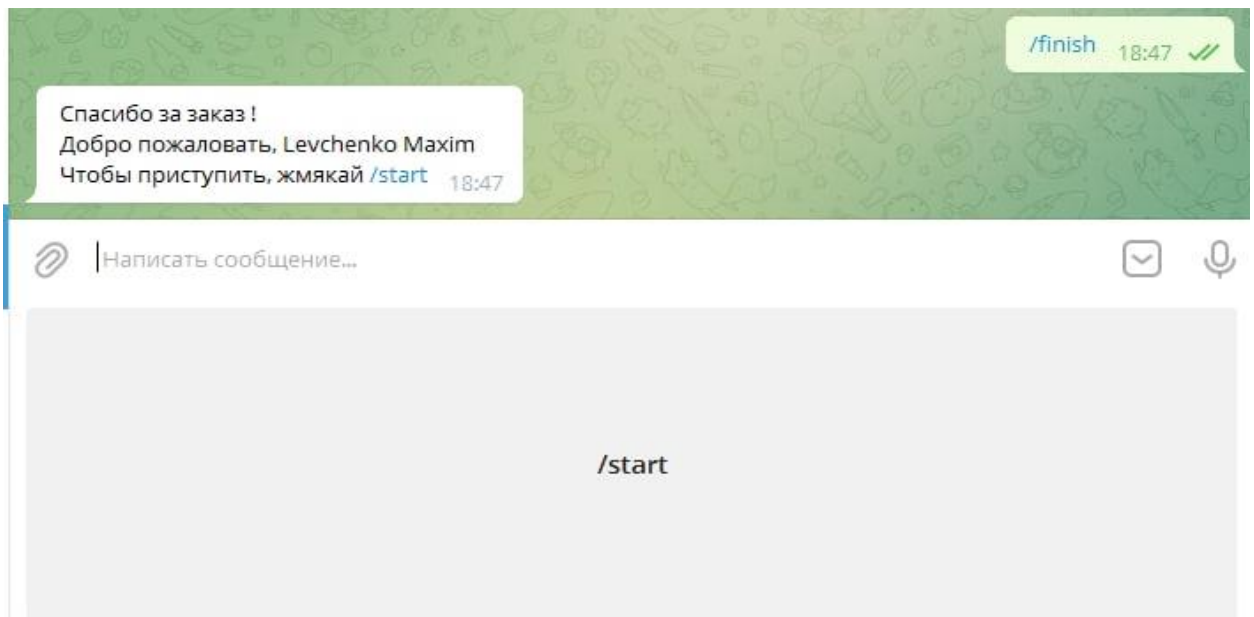 /finish 18:47
Спасибо за заказ !
Добро пожаловать, Levchenko Maxim
Чтобы приступить, жмякай /start 18:47
Написать сообщение...
/start